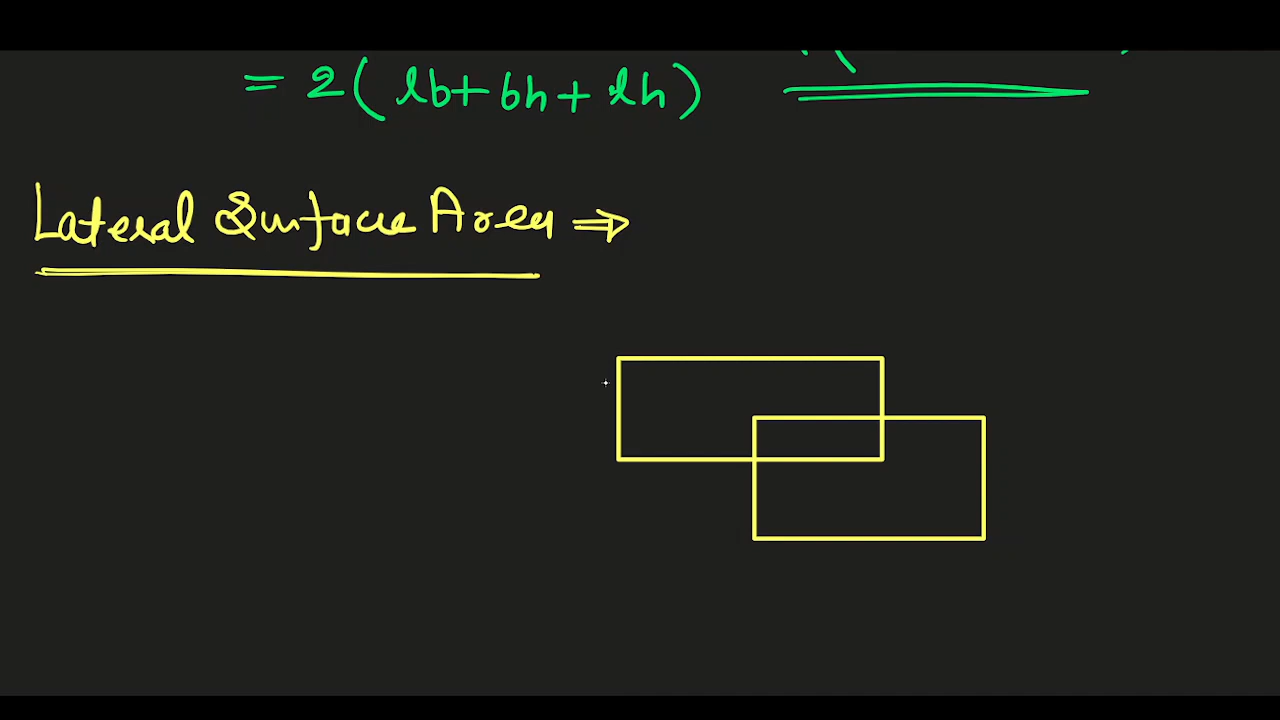 = 2(lb+bh+lh)
Lateral Surface Area ⇒